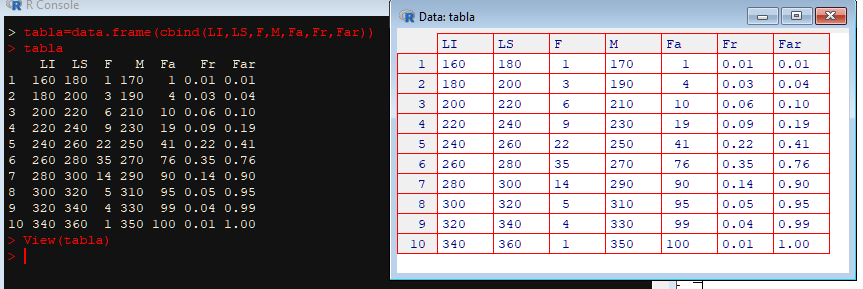 R Console
> tabla=data.frame(cbind(LI,LS,F,M,Fa,Fr,Far))
> tabla
LI LS F M Fa Fr Far
1 160 180 1 170 1 0.01 0.01
2 180 200 3 190 4 0.03 0.04
3 200 220 6 210 10 0.06 0.10
4 220 240 9 230 19 0.09 0.19
5 240 260 22 250 41 0.22 0.41
6 260 280 35 270 76 0.35 0.76
7 280 300 14 290 90 0.14 0.90
8 300 320 5 310 95 0.05 0.95
9 320 340 4 330 99 0.04 0.99
10 340 360 1 350 100 0.01 1.00
> View(tabla)
>
Data: tabla
LI LS F M Fa Fr Far
1 160 180 1 170 1 0.01 0.01
2 180 200 3 190 4 0.03 0.04
3 200 220 6 210 10 0.06 0.10
4 220 240 9 230 19 0.09 0.19
5 240 260 22 250 41 0.22 0.41
6 260 280 35 270 76 0.35 0.76
7 280 300 14 290 90 0.14 0.90
8 300 320 5 310 95 0.05 0.95
9 320 340 4 330 99 0.04 0.99
10 340 360 1 350 100 0.01 1.00